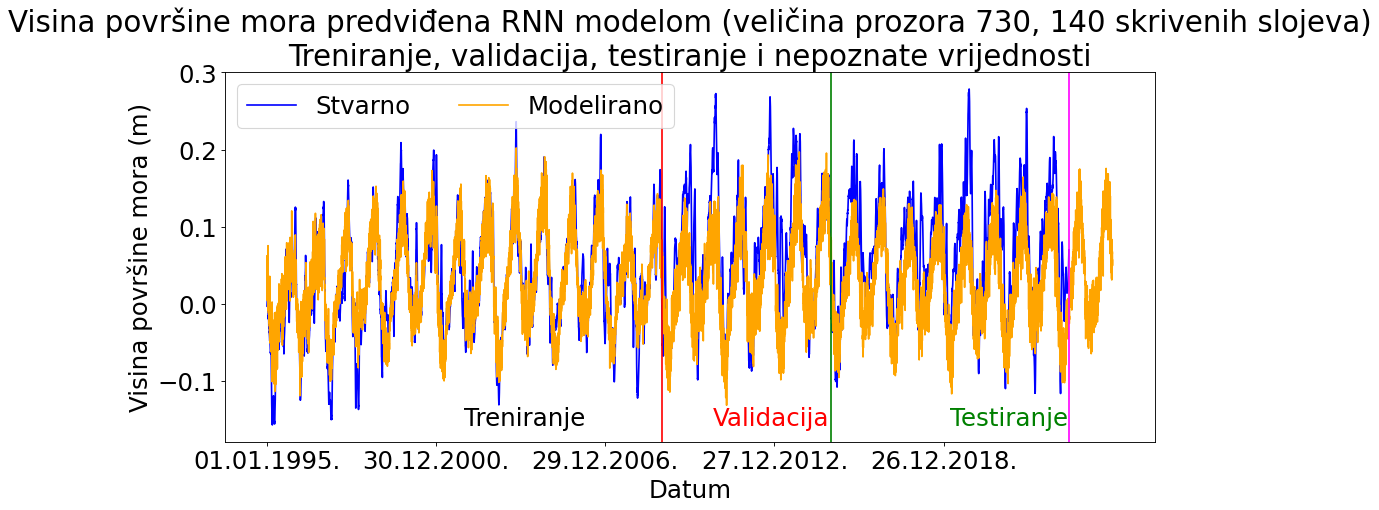 Visina površine mora predviđena RNN modelom (veličina prozora 730, 140 skrivenih slojeva)
Treniranje, validacija, testiranje i nepoznate vrijednosti
Stvarno Modelirano
Visina površine mora (m)
0.3
0.2
0.1
0.0
−0.1
Treniranje Validacija Testiranje
01.01.1995. 30.12.2000. 29.12.2006. 27.12.2012. 26.12.2018.
Datum